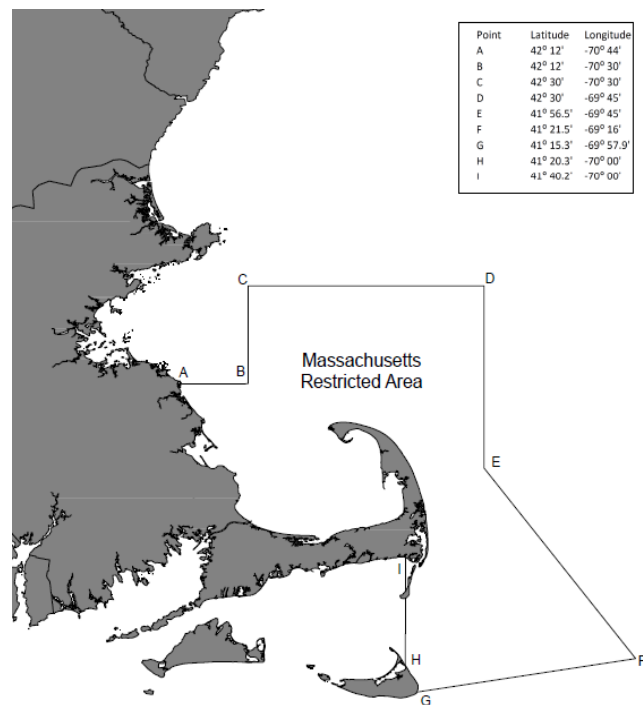 Point Latitude Longitude
A 42° 12' -70° 44'
B 42° 12' -70° 30'
C 42° 30' -70° 30'
D 42° 30' -69° 45'
E 41° 56.5' -69° 45'
F 41° 21.5' -69° 16'
G 41° 15.3' -69° 57.9'
H 41° 20.3' -70° 00'
I 41° 40.2' -70° 00'
C
D
A
B
Massachusetts
Restricted Area
E
I
H
F
G